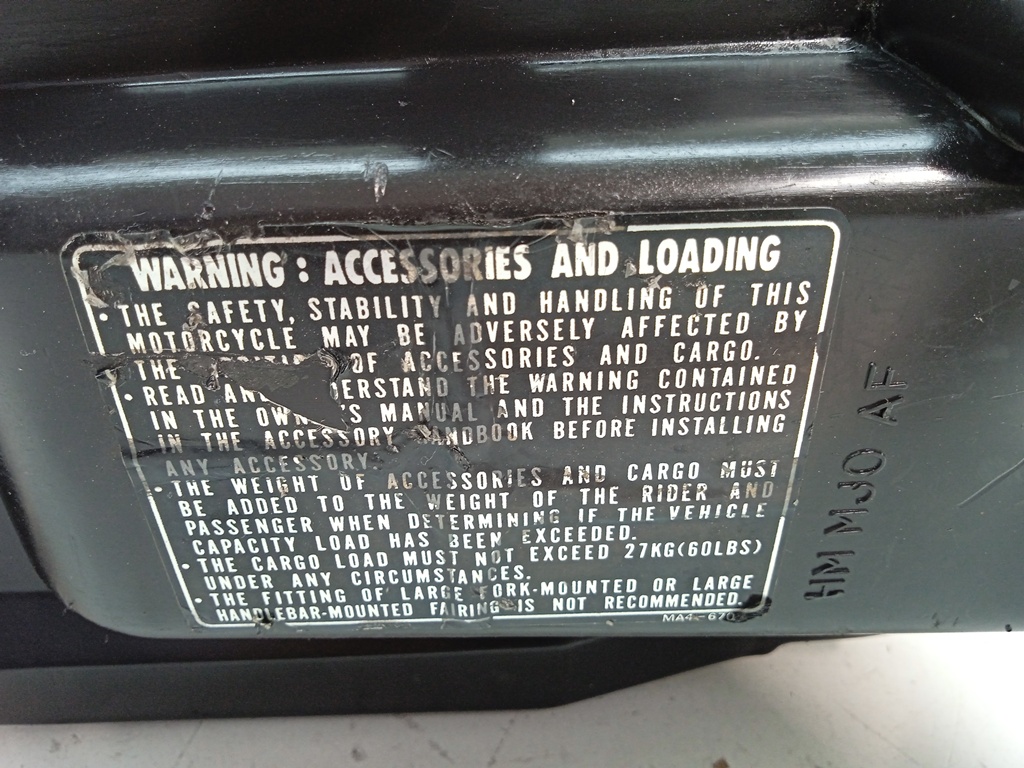 WARNING : ACCESSORIES AND LOADING
• THE SAFETY, STABILITY AND HANDLING OF THIS
MOTORCYCLE MAY BE ADVERSELY AFFECTED BY
THE OF ACCESSORIES AND CARGO.
• READ AND UNDERSTAND THE WARNING CONTAINED
IN THE OWNER'S MANUAL AND THE INSTRUCTIONS
IN THE ACCESSORY HANDBOOK BEFORE INSTALLING
ANY ACCESSORY.
• THE WEIGHT OF ACCESSORIES AND CARGO MUST
BE ADDED TO THE WEIGHT OF THE RIDER AND
PASSENGER WHEN DETERMINING IF THE VEHICLE
CAPACITY LOAD HAS BEEN EXCEEDED.
• THE CARGO LOAD MUST NOT EXCEED 27KG(60LBS)
UNDER ANY CIRCUMSTANCES.
• THE FITTING OF LARGE FORK-MOUNTED OR LARGE
HANDLEBAR-MOUNTED FAIRING IS NOT RECOMMENDED.
HM MJO AF